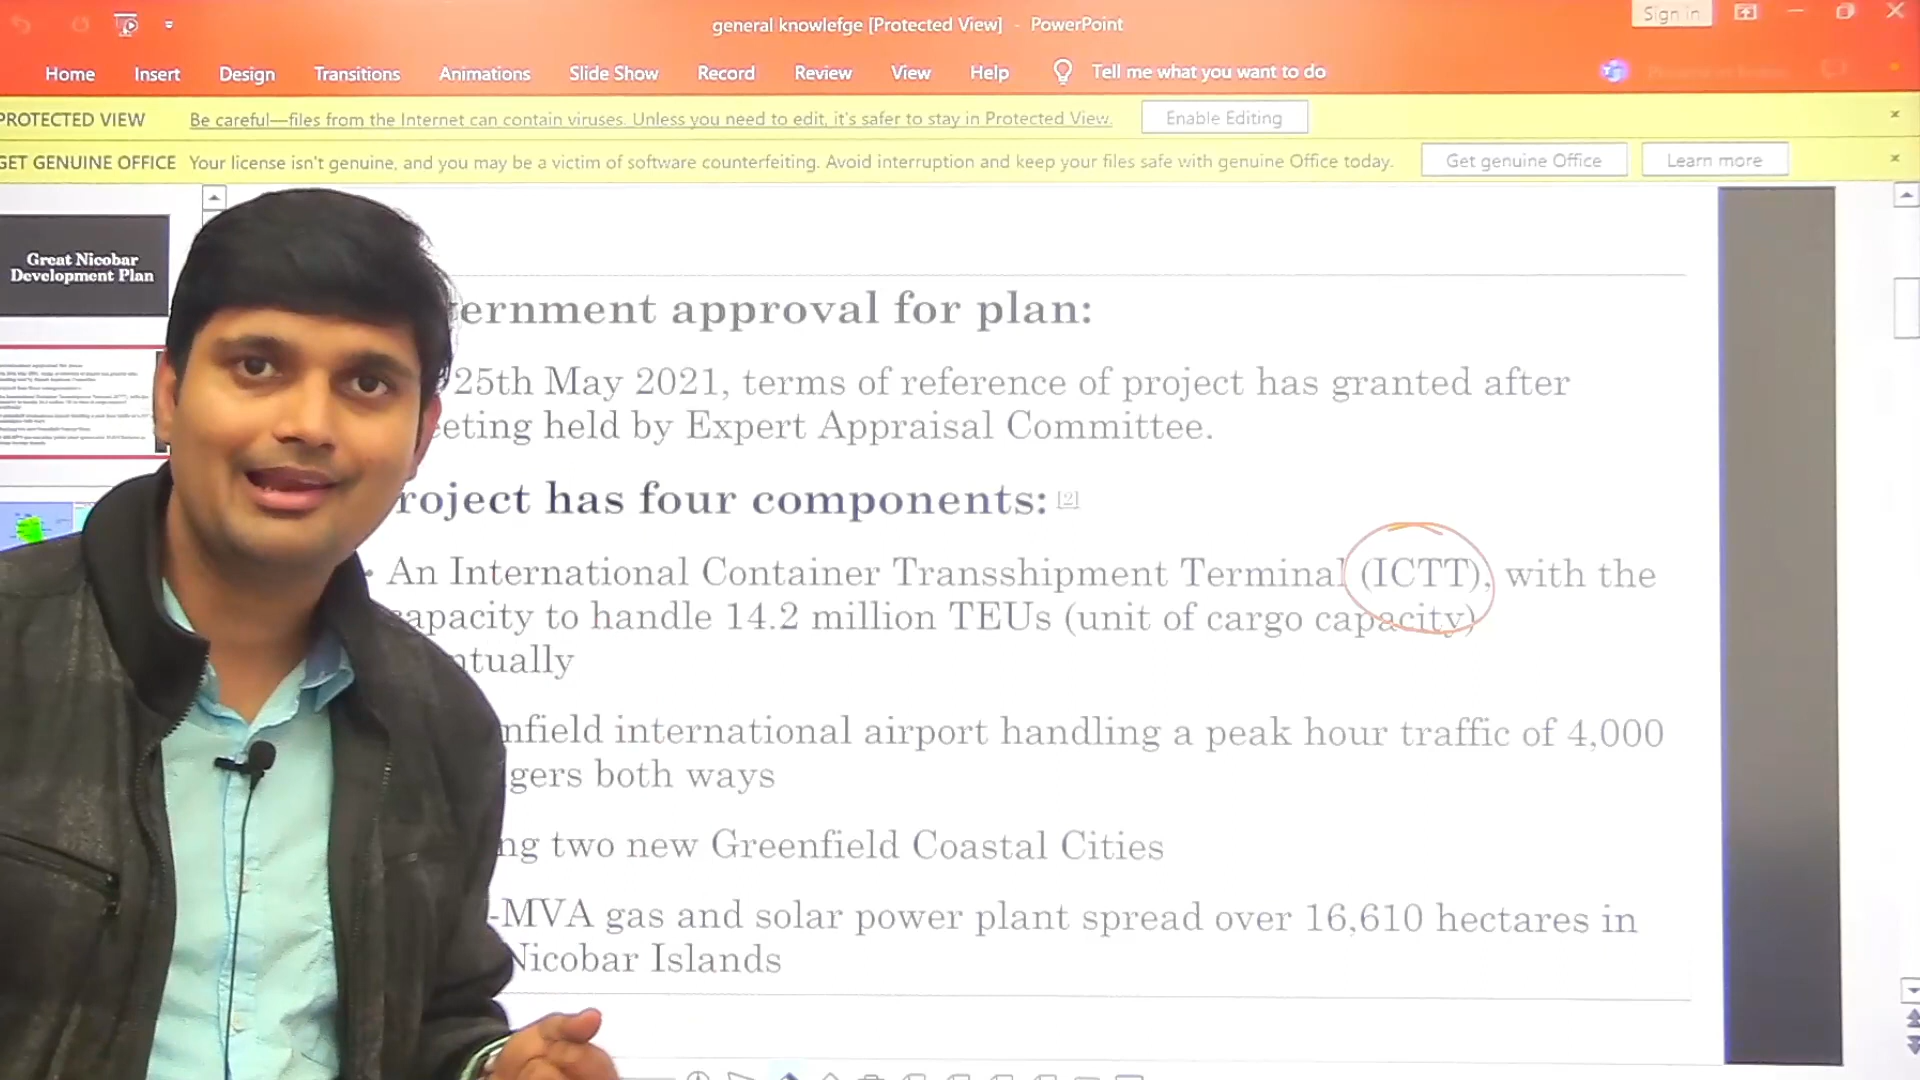 general knowlefge [Protected View] - PowerPoint
Sign in
Home Insert Design Transitions Animations Slide Show Record Review View Help Tell me what you want to do
PROTECTED VIEW Be careful—files from the Internet can contain viruses. Unless you need to edit, it's safer to stay in Protected View. Enable Editing
GET GENUINE OFFICE Your license isn't genuine, and you may be a victim of software counterfeiting. Avoid interruption and keep your files safe with genuine Office today. Get genuine Office Learn more
Great Nicobar
Development Plan
ernment approval for plan:
25th May 2021, terms of reference of project has granted after
eeting held by Expert Appraisal Committee.
roject has four components: [2]
• An International Container Transshipment Terminal (ICTT), with the
capacity to handle 14.2 million TEUs (unit of cargo capacity)
ntually
nfield international airport handling a peak hour traffic of 4,000
gers both ways
ng two new Greenfield Coastal Cities
-MVA gas and solar power plant spread over 16,610 hectares in
Nicobar Islands